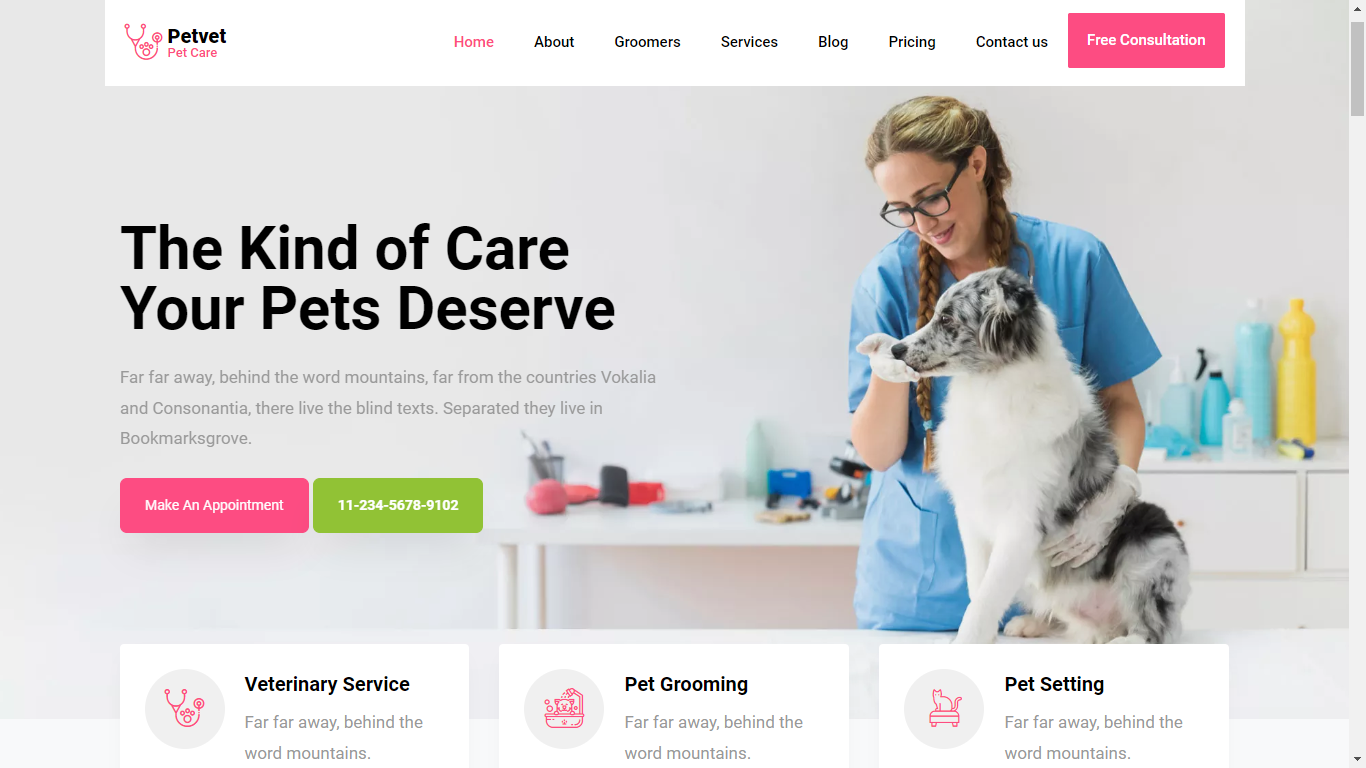 Petvet
Pet Care
Home
About
Groomers
Services
Blog
Pricing
Contact us
Free Consultation
The Kind of Care
Your Pets Deserve
Far far away, behind the word mountains, far from the countries Vokalia
and Consonantia, there live the blind texts. Separated they live in
Bookmarksgrove.
Make An Appointment
11-234-5678-9102
Veterinary Service
Far far away, behind the
word mountains.
Pet Grooming
Far far away, behind the
word mountains.
Pet Setting
Far far away, behind the
word mountains.